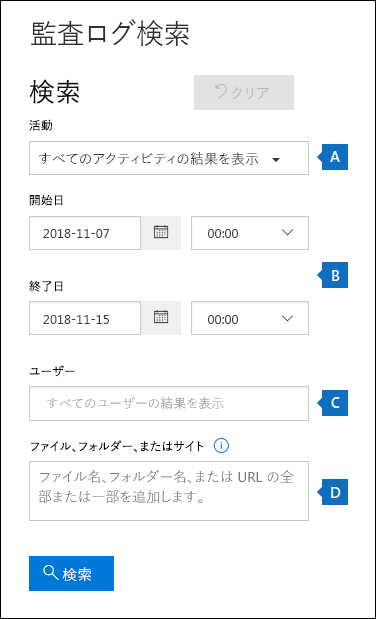 監査ログ検索
検索
クリア
活動
すべてのアクティビティの結果を表示
A
開始日
2018-11-07
00:00
B
終了日
2018-11-15
00:00
ユーザー
すべてのユーザーの結果を表示
C
ファイル、フォルダー、またはサイト
ファイル名、フォルダー名、または URL の全
部または一部を追加します。
D
検索